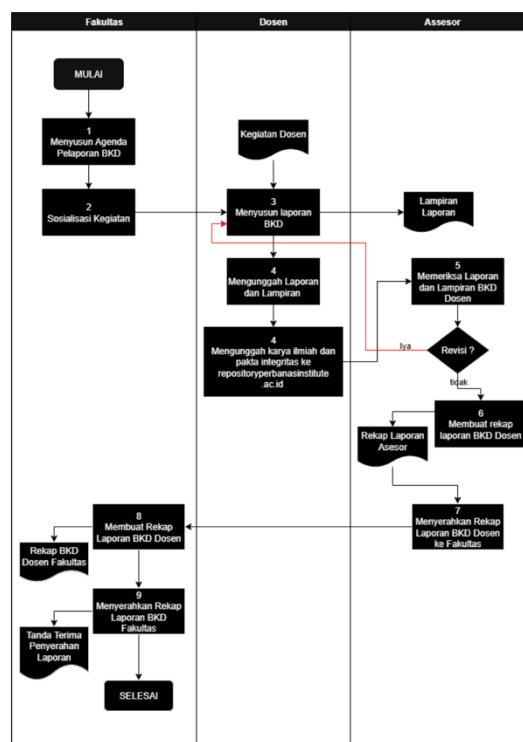 Fakultas
Dosen
Assesor
MULAI
1
Menyusun Agenda
Pelaporan BKD
Kegiatan Dosen
2
Sosialisasi Kegiatan
3
Menyusun laporan
BKD
Lampiran
Laporan
4
Mengunggah Laporan
dan Lampiran
5
Memeriksa Laporan
dan Lampiran BKD
Dosen
4
Mengunggah karya ilmiah dan
pakta integritas ke
repositoryperbanasinstitute
.ac.id
Iya
Revisi ?
tidak
6
Membuat rekap
laporan BKD Dosen
Rekap Laporan
Asesor
7
Menyerahkan Rekap
Laporan BKD Dosen
ke Fakultas
8
Membuat Rekap
Laporan BKD Dosen
Rekap BKD
Dosen Fakultas
9
Menyerahkan Rekap
Laporan BKD
Fakultas
Tanda Terima
Penyerahan
Laporan
SELESAI